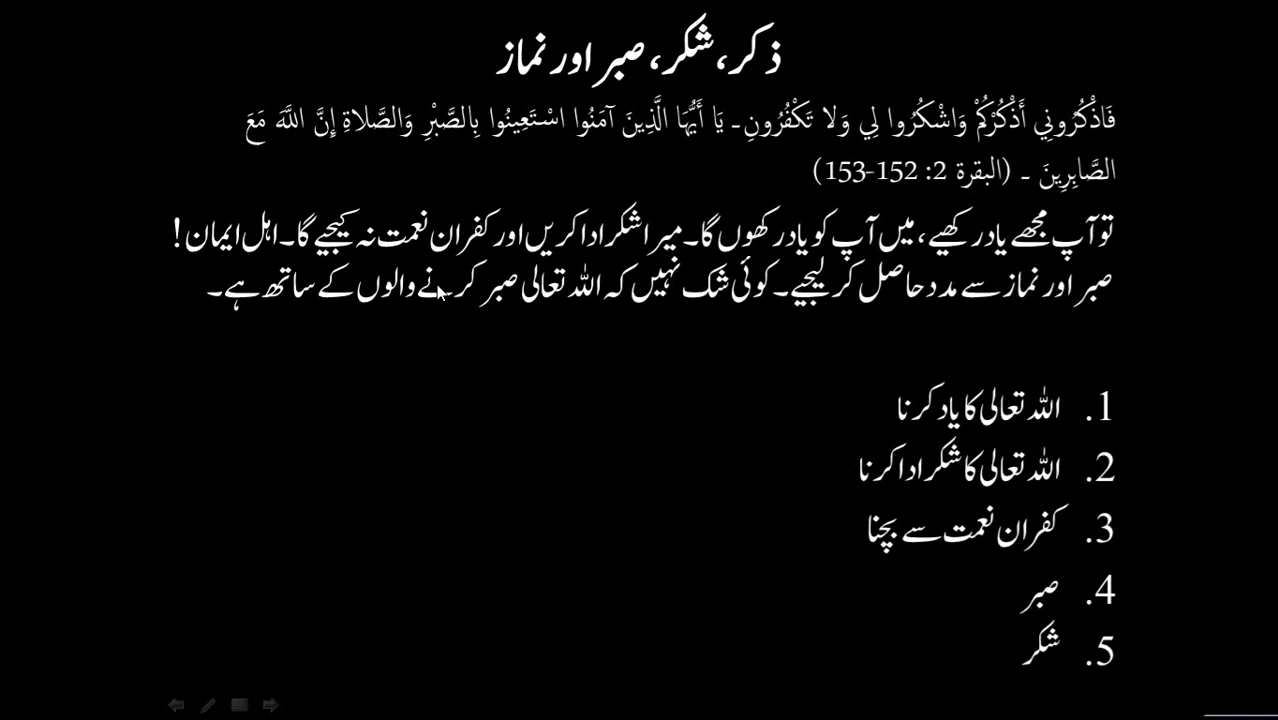 ذکر، شکر، صبر اور نماز
فَاذْكُرُونِي أَذْكُرْكُمْ وَاشْكُرُوا لِي وَلا تَكْفُرُونِ۔ يَا أَيُّهَا الَّذِينَ آمَنُوا اسْتَعِينُوا بِالصَّبْرِ وَالصَّلاةِ إِنَّ اللَّهَ مَعَ
الصَّابِرِينَ ۔ (البقرة 2: 152-153)
تو آپ مجھے یاد رکھیے، میں آپ کو یاد رکھوں گا۔ میرا شکر ادا کریں اور کفران نعمت نہ کیجیے گا۔ اہل ایمان!
صبر اور نماز سے مدد حاصل کر لیجیے۔ کوئی شک نہیں کہ اللہ تعالی صبر کرنے والوں کے ساتھ ہے۔
1. اللہ تعالی کا یاد کرنا
2. اللہ تعالی کا شکر ادا کرنا
3. کفران نعمت سے بچنا
4. صبر
5. شکر